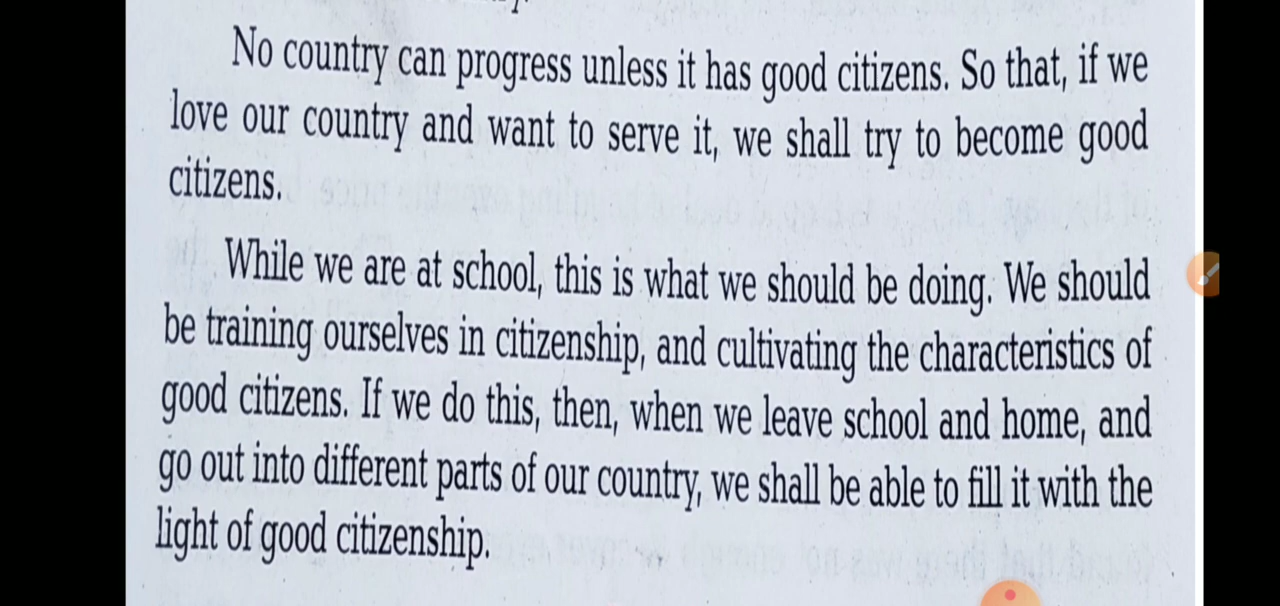 No country can progress unless it has good citizens. So that, if we
love our country and want to serve it, we shall try to become good
citizens.
While we are at school, this is what we should be doing. We should
be training ourselves in citizenship, and cultivating the characteristics of
good citizens. If we do this, then, when we leave school and home, and
go out into different parts of our country, we shall be able to fill it with the
light of good citizenship.